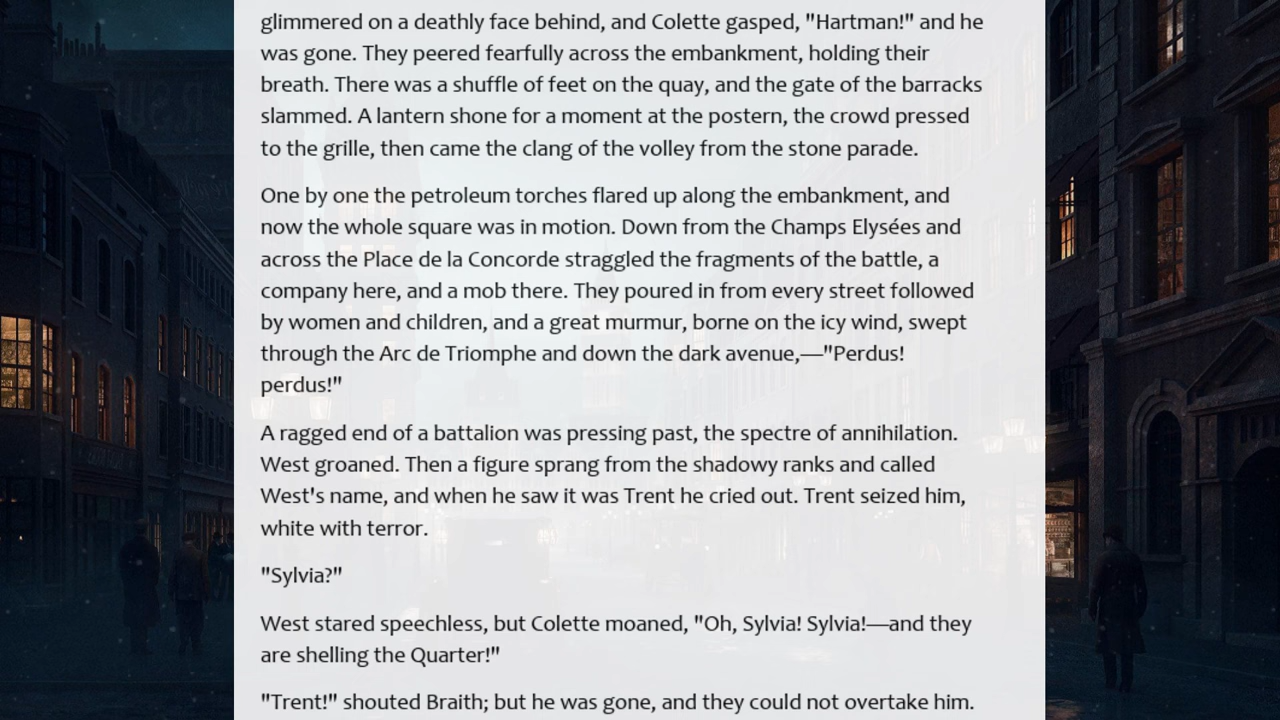 glimmered on a deathly face behind, and Colette gasped, "Hartman!" and he
was gone. They peered fearfully across the embankment, holding their
breath. There was a shuffle of feet on the quay, and the gate of the barracks
slammed. A lantern shone for a moment at the postern, the crowd pressed
to the grille, then came the clang of the volley from the stone parade.
One by one the petroleum torches flared up along the embankment, and
now the whole square was in motion. Down from the Champs Elysées and
across the Place de la Concorde straggled the fragments of the battle, a
company here, and a mob there. They poured in from every street followed
by women and children, and a great murmur, borne on the icy wind, swept
through the Arc de Triomphe and down the dark avenue,—"Perdus!
perdus!"
A ragged end of a battalion was pressing past, the spectre of annihilation.
West groaned. Then a figure sprang from the shadowy ranks and called
West's name, and when he saw it was Trent he cried out. Trent seized him,
white with terror.
"Sylvia?"
West stared speechless, but Colette moaned, "Oh, Sylvia! Sylvia!—and they
are shelling the Quarter!"
"Trent!" shouted Braith; but he was gone, and they could not overtake him.